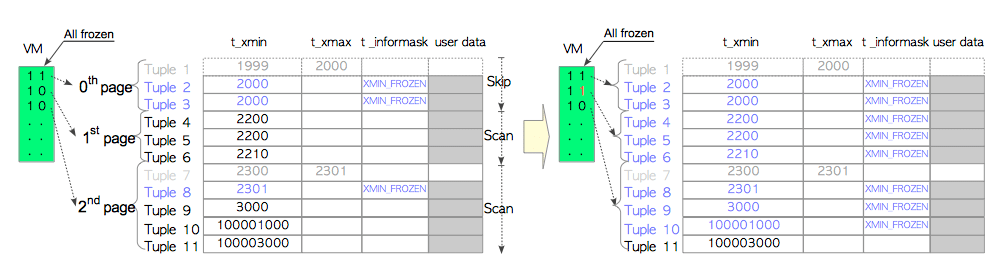 All frozen
VM
t_xmin t_xmax t _informask user data
1 1
1 0
1 0
. .
. .
. .
0th page
1st page
2nd page
Tuple 1 1999 2000
Tuple 2 2000 XMIN_FROZEN
Tuple 3 2000 XMIN_FROZEN
Tuple 4 2200
Tuple 5 2200
Tuple 6 2210
Tuple 7 2300 2301
Tuple 8 2301 XMIN_FROZEN
Tuple 9 3000
Tuple 10 100001000
Tuple 11 100003000
Skip
Scan
Scan
All frozen
VM
t_xmin t_xmax t _informask user data
1 1
1 1
1 0
. .
. .
. .
Tuple 1 1999 2000
Tuple 2 2000 XMIN_FROZEN
Tuple 3 2000 XMIN_FROZEN
Tuple 4 2200 XMIN_FROZEN
Tuple 5 2200 XMIN_FROZEN
Tuple 6 2210 XMIN_FROZEN
Tuple 7 2300 2301
Tuple 8 2301 XMIN_FROZEN
Tuple 9 3000 XMIN_FROZEN
Tuple 10 100001000 XMIN_FROZEN
Tuple 11 100003000